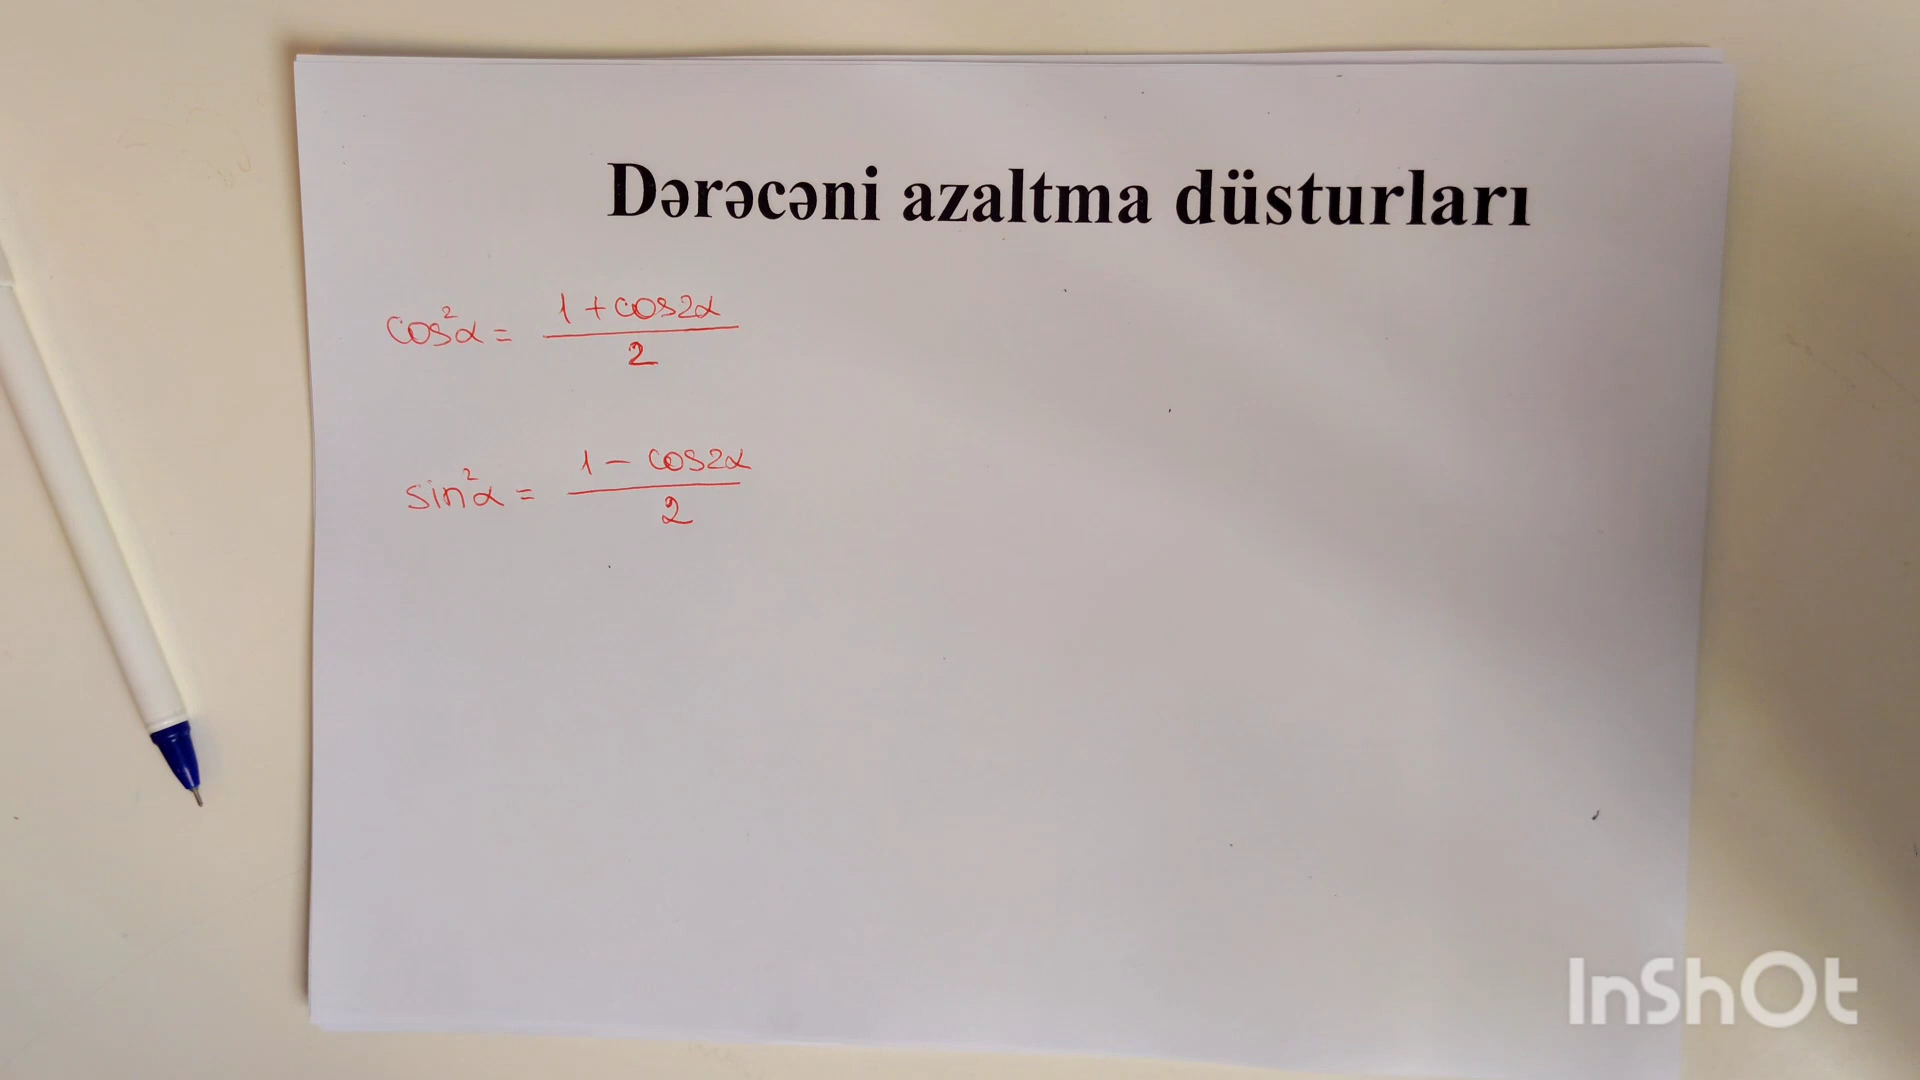 Dərəcəni azaltma düsturları
cos²α = (1 + cos2α)/2
sin²α = (1 - cos2α)/2
InShOt